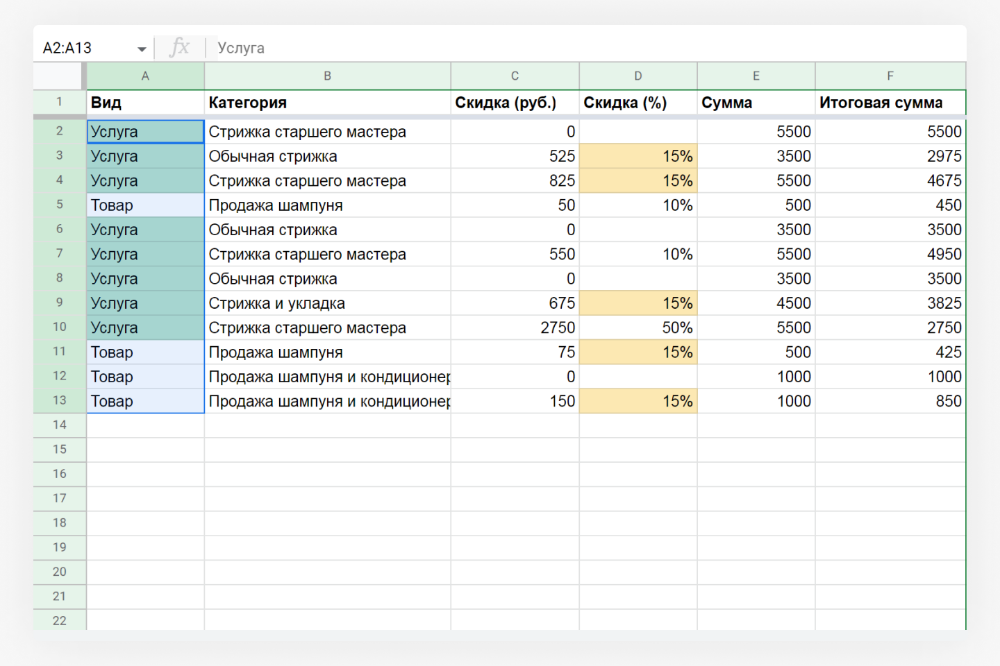 A2:A13 fx Услуга
A B C D E F
1 Вид Категория Скидка (руб.) Скидка (%) Сумма Итоговая сумма
2 Услуга Стрижка старшего мастера 0 5500 5500
3 Услуга Обычная стрижка 525 15% 3500 2975
4 Услуга Стрижка старшего мастера 825 15% 5500 4675
5 Товар Продажа шампуня 50 10% 500 450
6 Услуга Обычная стрижка 0 3500 3500
7 Услуга Стрижка старшего мастера 550 10% 5500 4950
8 Услуга Обычная стрижка 0 3500 3500
9 Услуга Стрижка и укладка 675 15% 4500 3825
10 Услуга Стрижка старшего мастера 2750 50% 5500 2750
11 Товар Продажа шампуня 75 15% 500 425
12 Товар Продажа шампуня и кондиционер 0 1000 1000
13 Товар Продажа шампуня и кондиционер 150 15% 1000 850
14
15
16
17
18
19
20
21
22